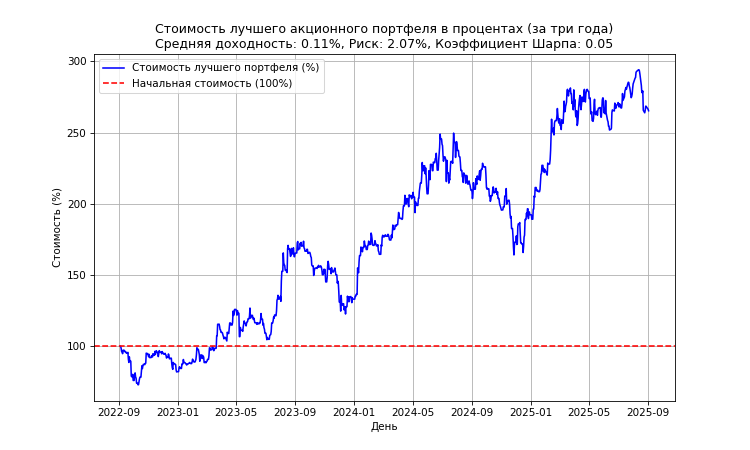 Стоимость лучшего акционного портфеля в процентах (за три года)
Средняя доходность: 0.11%, Риск: 2.07%, Коэффициент Шарпа: 0.05
Стоимость лучшего портфеля (%)
Начальная стоимость (100%)
Стоимость (%)
300
250
200
150
100
2022-09 2023-01 2023-05 2023-09 2024-01 2024-05 2024-09 2025-01 2025-05 2025-09
День